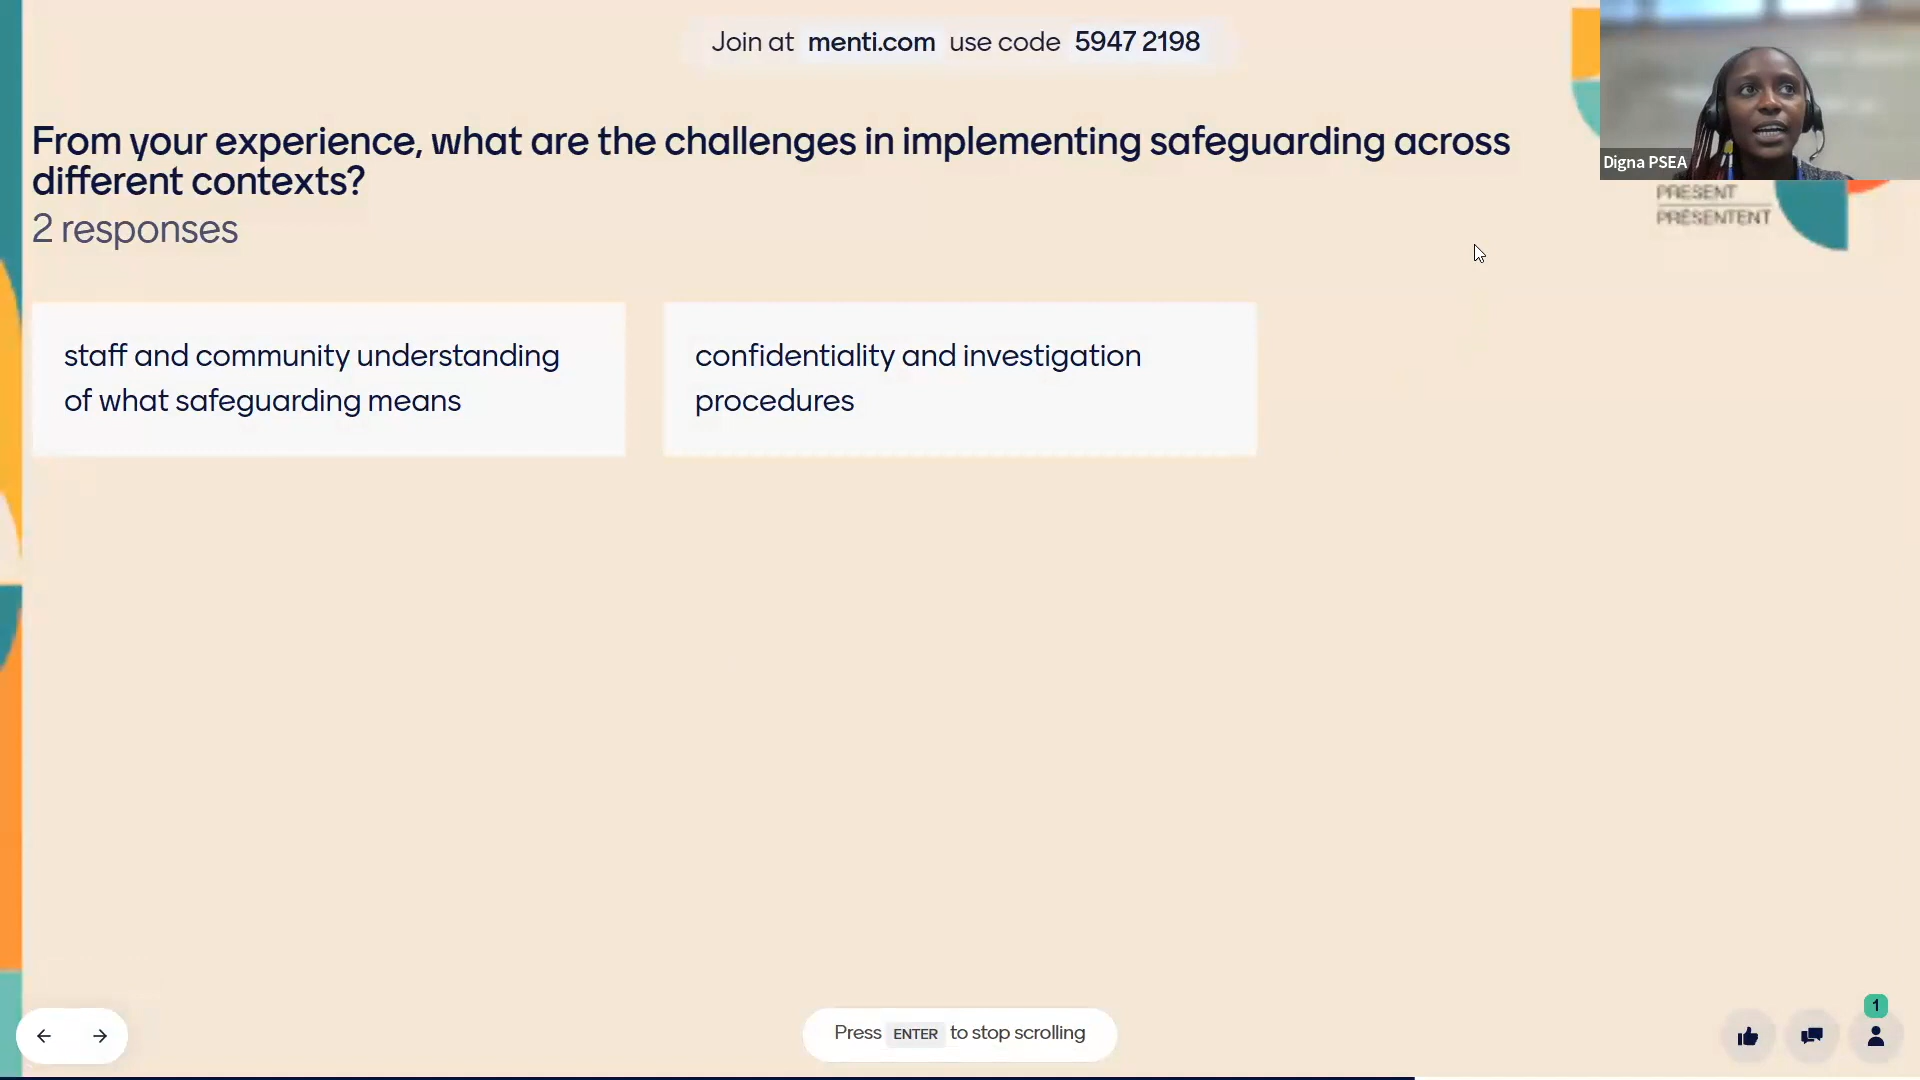 Join at menti.com use code 5947 2198
From your experience, what are the challenges in implementing safeguarding across
different contexts?
2 responses
Digna PSEA
PRESENT
PRÉSENTENT
staff and community understanding
of what safeguarding means
confidentiality and investigation
procedures
Press ENTER to stop scrolling
1